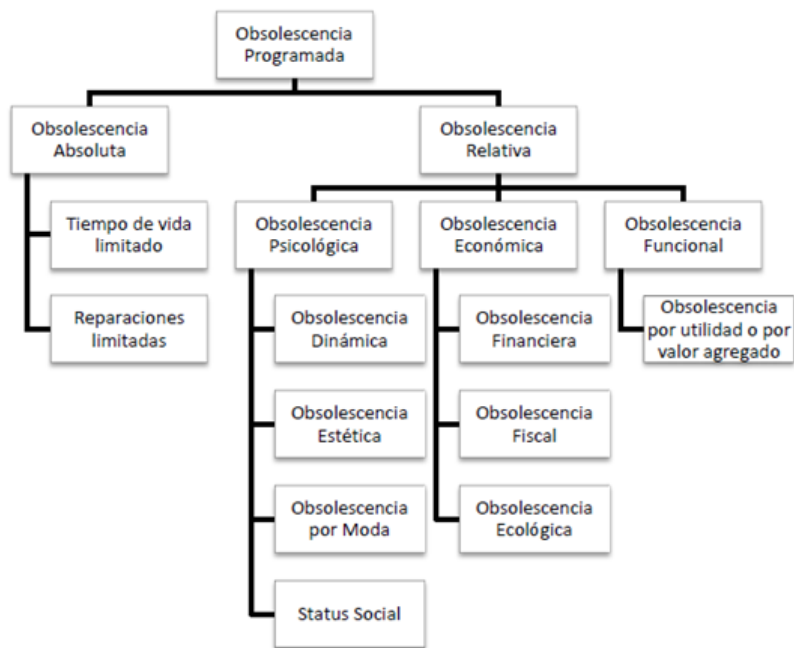 Obsolescencia
Programada
Obsolescencia
Absoluta
Obsolescencia
Relativa
Tiempo de vida
limitado
Reparaciones
limitadas
Obsolescencia
Psicológica
Obsolescencia
Económica
Obsolescencia
Funcional
Obsolescencia
Dinámica
Obsolescencia
Estética
Obsolescencia
por Moda
Status Social
Obsolescencia
Financiera
Obsolescencia
Fiscal
Obsolescencia
Ecológica
Obsolescencia
por utilidad o por
valor agregado